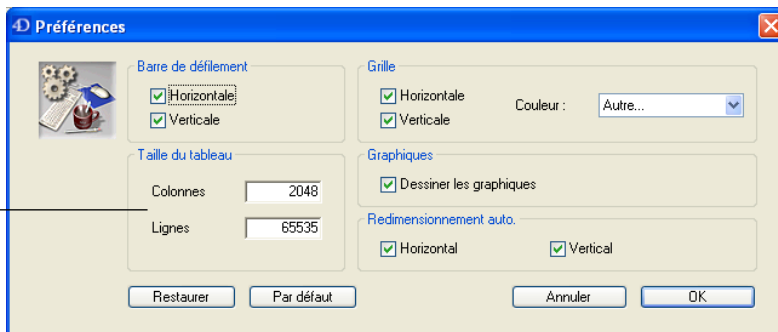 4D Préférences
Barre de défilement
Horizontale
Verticale
Grille
Horizontale
Verticale
Couleur :
Autre...
Taille du tableau
Colonnes 2048
Lignes 65535
Graphiques
Dessiner les graphiques
Redimensionnement auto.
Horizontal Vertical
Restaurer Par défaut Annuler OK